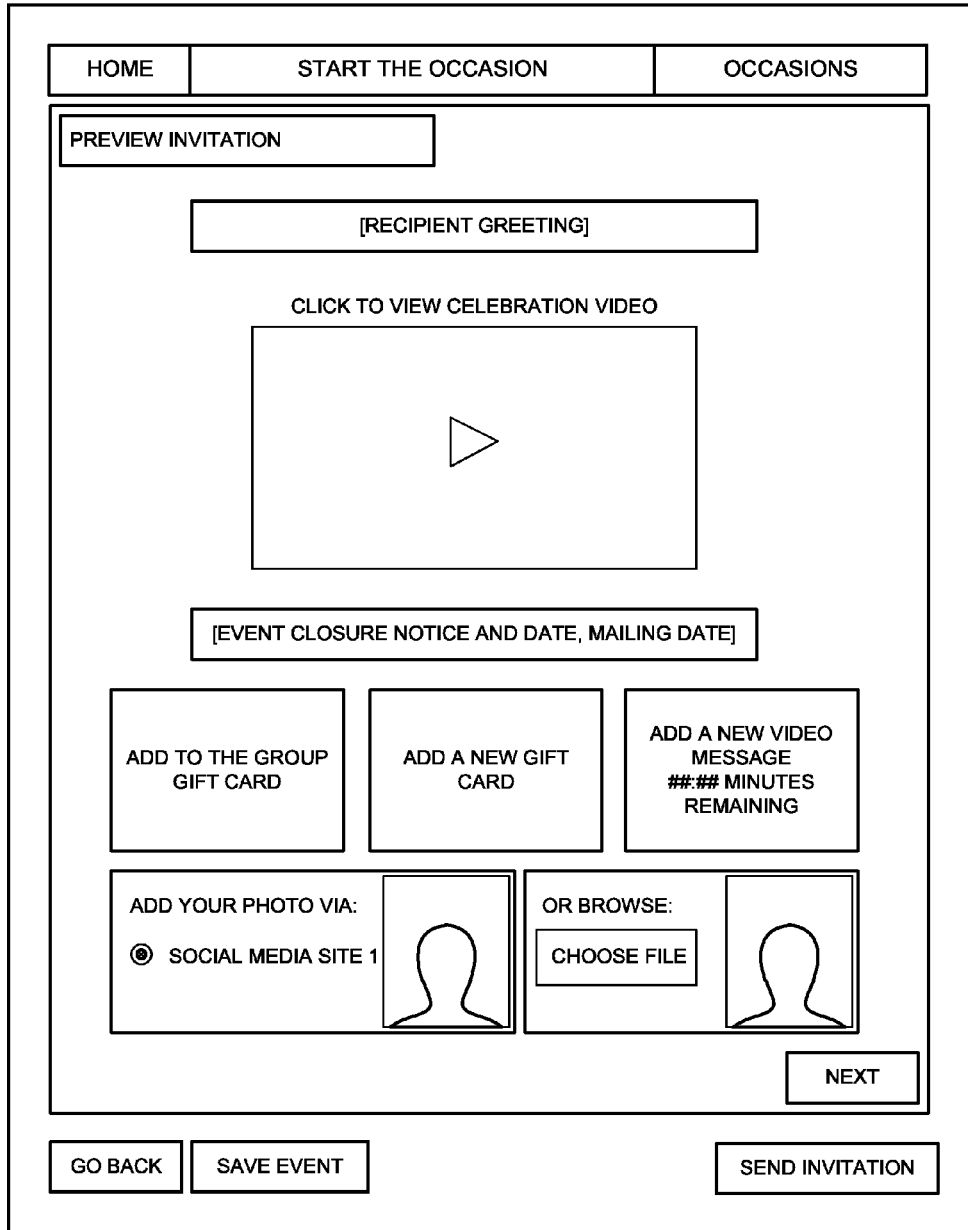 HOME START THE OCCASION OCCASIONS
PREVIEW INVITATION
[RECIPIENT GREETING]
CLICK TO VIEW CELEBRATION VIDEO
[EVENT CLOSURE NOTICE AND DATE, MAILING DATE]
ADD TO THE GROUP
GIFT CARD
ADD A NEW GIFT
CARD
ADD A NEW VIDEO
MESSAGE
##:## MINUTES
REMAINING
ADD YOUR PHOTO VIA:
SOCIAL MEDIA SITE 1
OR BROWSE:
CHOOSE FILE
NEXT
GO BACK SAVE EVENT SEND INVITATION